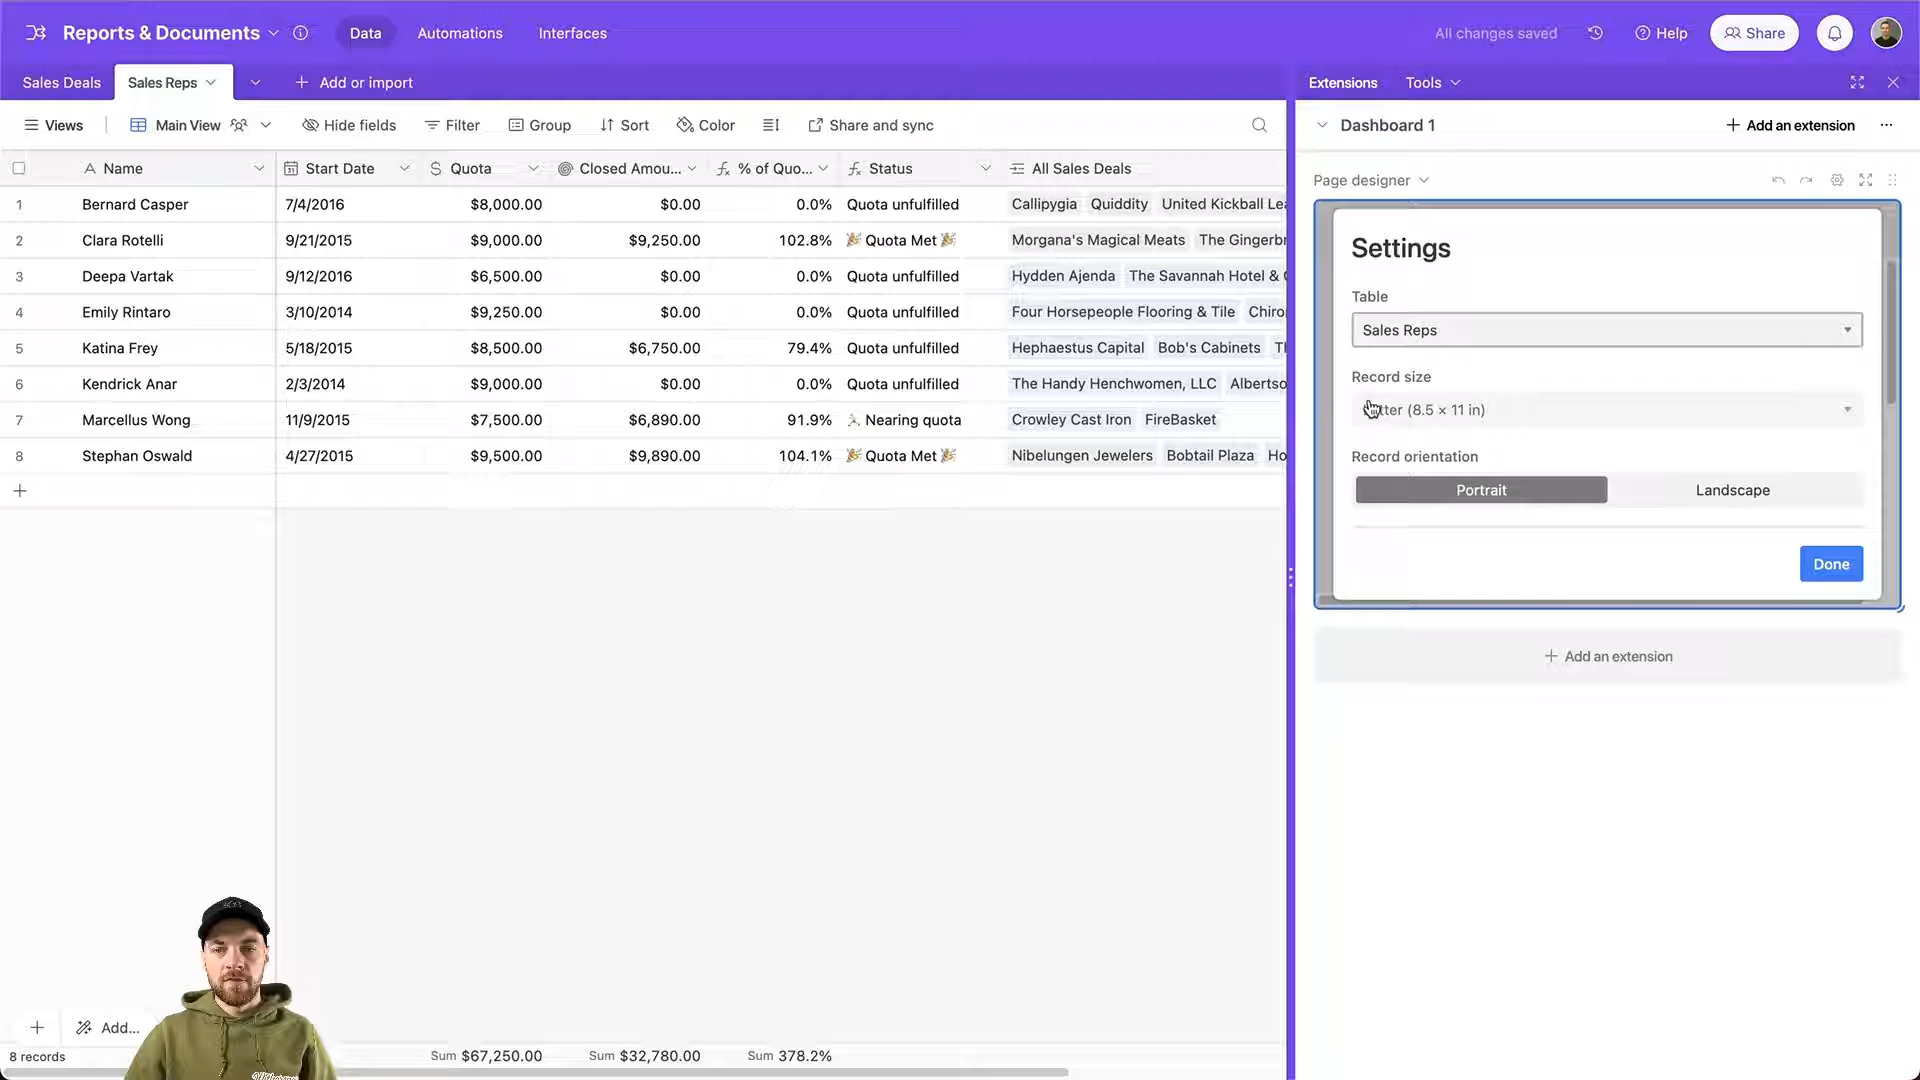 Reports & Documents
Data
Automations
Interfaces
All changes saved
Help
Share
Sales Deals
Sales Reps
Add or import
Extensions
Tools
Views
Main View
Hide fields
Filter
Group
Sort
Color
Share and sync
Dashboard 1
Add an extension
Name Start Date Quota Closed Amou... % of Quo... Status All Sales Deals
1 Bernard Casper 7/4/2016 $8,000.00 $0.00 0.0% Quota unfulfilled Callipygia Quiddity United Kickball Lea
2 Clara Rotelli 9/21/2015 $9,000.00 $9,250.00 102.8% 🎉 Quota Met 🎉 Morgana's Magical Meats The Gingerbr
3 Deepa Vartak 9/12/2016 $6,500.00 $0.00 0.0% Quota unfulfilled Hydden Ajenda The Savannah Hotel &
4 Emily Rintaro 3/10/2014 $9,250.00 $0.00 0.0% Quota unfulfilled Four Horsepeople Flooring & Tile Chiro
5 Katina Frey 5/18/2015 $8,500.00 $6,750.00 79.4% Quota unfulfilled Hephaestus Capital Bob's Cabinets
6 Kendrick Anar 2/3/2014 $9,000.00 $0.00 0.0% Quota unfulfilled The Handy Henchwomen, LLC Albertso
7 Marcellus Wong 11/9/2015 $7,500.00 $6,890.00 91.9% Nearing quota Crowley Cast Iron FireBasket
8 Stephan Oswald 4/27/2015 $9,500.00 $9,890.00 104.1% 🎉 Quota Met 🎉 Nibelungen Jewelers Bobtail Plaza Ho
Page designer
Settings
Table
Sales Reps
Record size
tter (8.5 × 11 in)
Record orientation
Portrait
Landscape
Done
Add an extension
Add...
8 records
Sum $67,250.00
Sum $32,780.00
Sum 378.2%